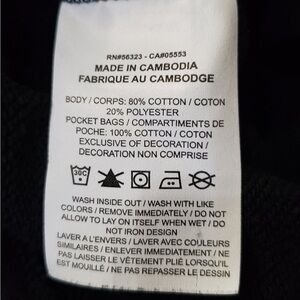 RN#56323 - CA#05553
MADE IN CAMBODIA
FABRIQUE AU CAMBODGE
BODY / CORPS: 80% COTTON / COTON
20% POLYESTER
POCKET BAGS / COMPARTIMENTS DE
POCHE: 100% COTTON / COTON
EXCLUSIVE OF DECORATION /
DECORATION NON COMPRISE
30C
WASH INSIDE OUT / WASH WITH LIKE
COLORS / REMOVE IMMEDIATELY / DO NOT
ALLOW TO LAY ON ITSELF WHEN WET / DO
NOT IRON DESIGN
LAVER À L'ENVERS / LAVER AVEC COULEURS
SIMILAIRES / ENLEVER IMMEDIATEMENT / NE
PAS LAISSER LE VÊTEMENT PLIÉ LORSQU'IL
EST MOUILLÉ / NE PAS REPASSER LE DESSIN